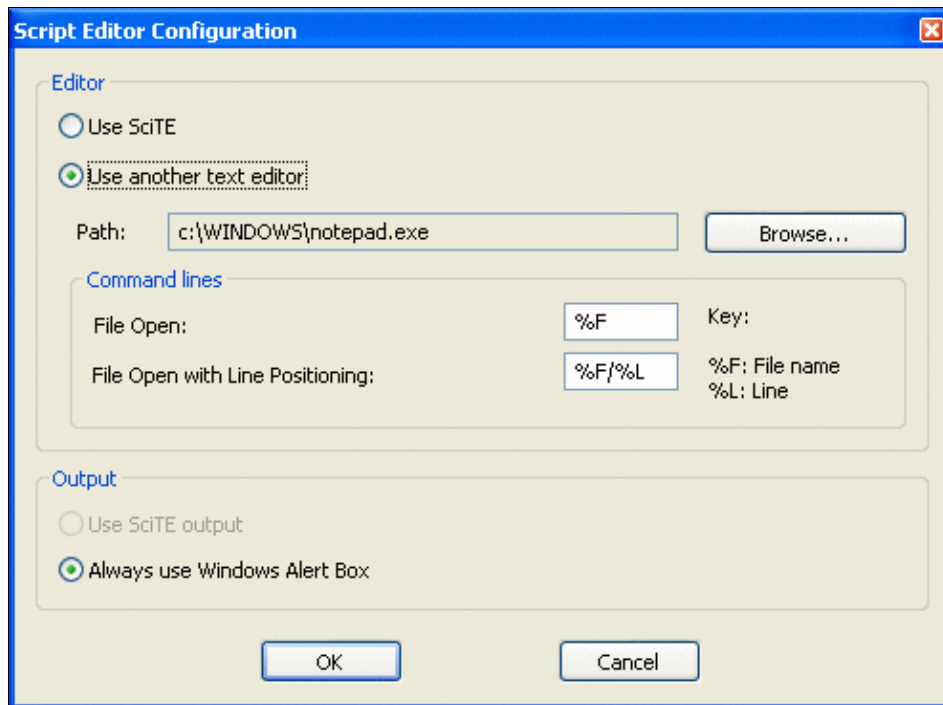 Script Editor Configuration
Editor
Use SciTE
Use another text editor
Path: c:\WINDOWS\notepad.exe Browse...
Command lines
File Open: %F Key:
File Open with Line Positioning: %F/%L %F: File name
%L: Line
Output
Use SciTE output
Always use Windows Alert Box
OK Cancel